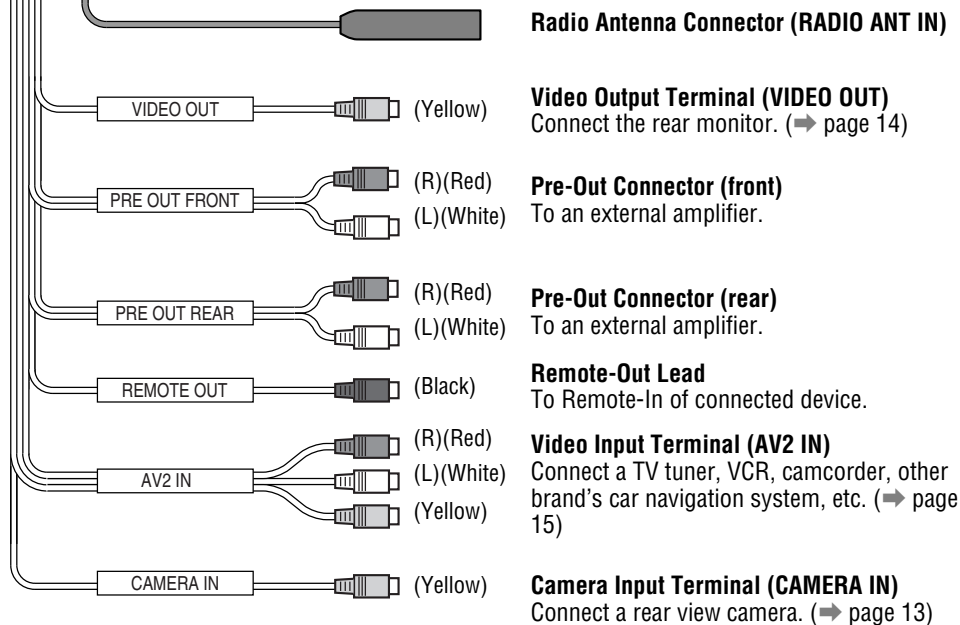 Radio Antenna Connector (RADIO ANT IN)
VIDEO OUT
(Yellow)
Video Output Terminal (VIDEO OUT)
Connect the rear monitor. (➡ page 14)
PRE OUT FRONT
(R)(Red)
(L)(White)
Pre-Out Connector (front)
To an external amplifier.
PRE OUT REAR
(R)(Red)
(L)(White)
Pre-Out Connector (rear)
To an external amplifier.
REMOTE OUT
(Black)
Remote-Out Lead
To Remote-In of connected device.
AV2 IN
(R)(Red)
(L)(White)
(Yellow)
Video Input Terminal (AV2 IN)
Connect a TV tuner, VCR, camcorder, other
brand’s car navigation system, etc. (➡ page
15)
CAMERA IN
(Yellow)
Camera Input Terminal (CAMERA IN)
Connect a rear view camera. (➡ page 13)